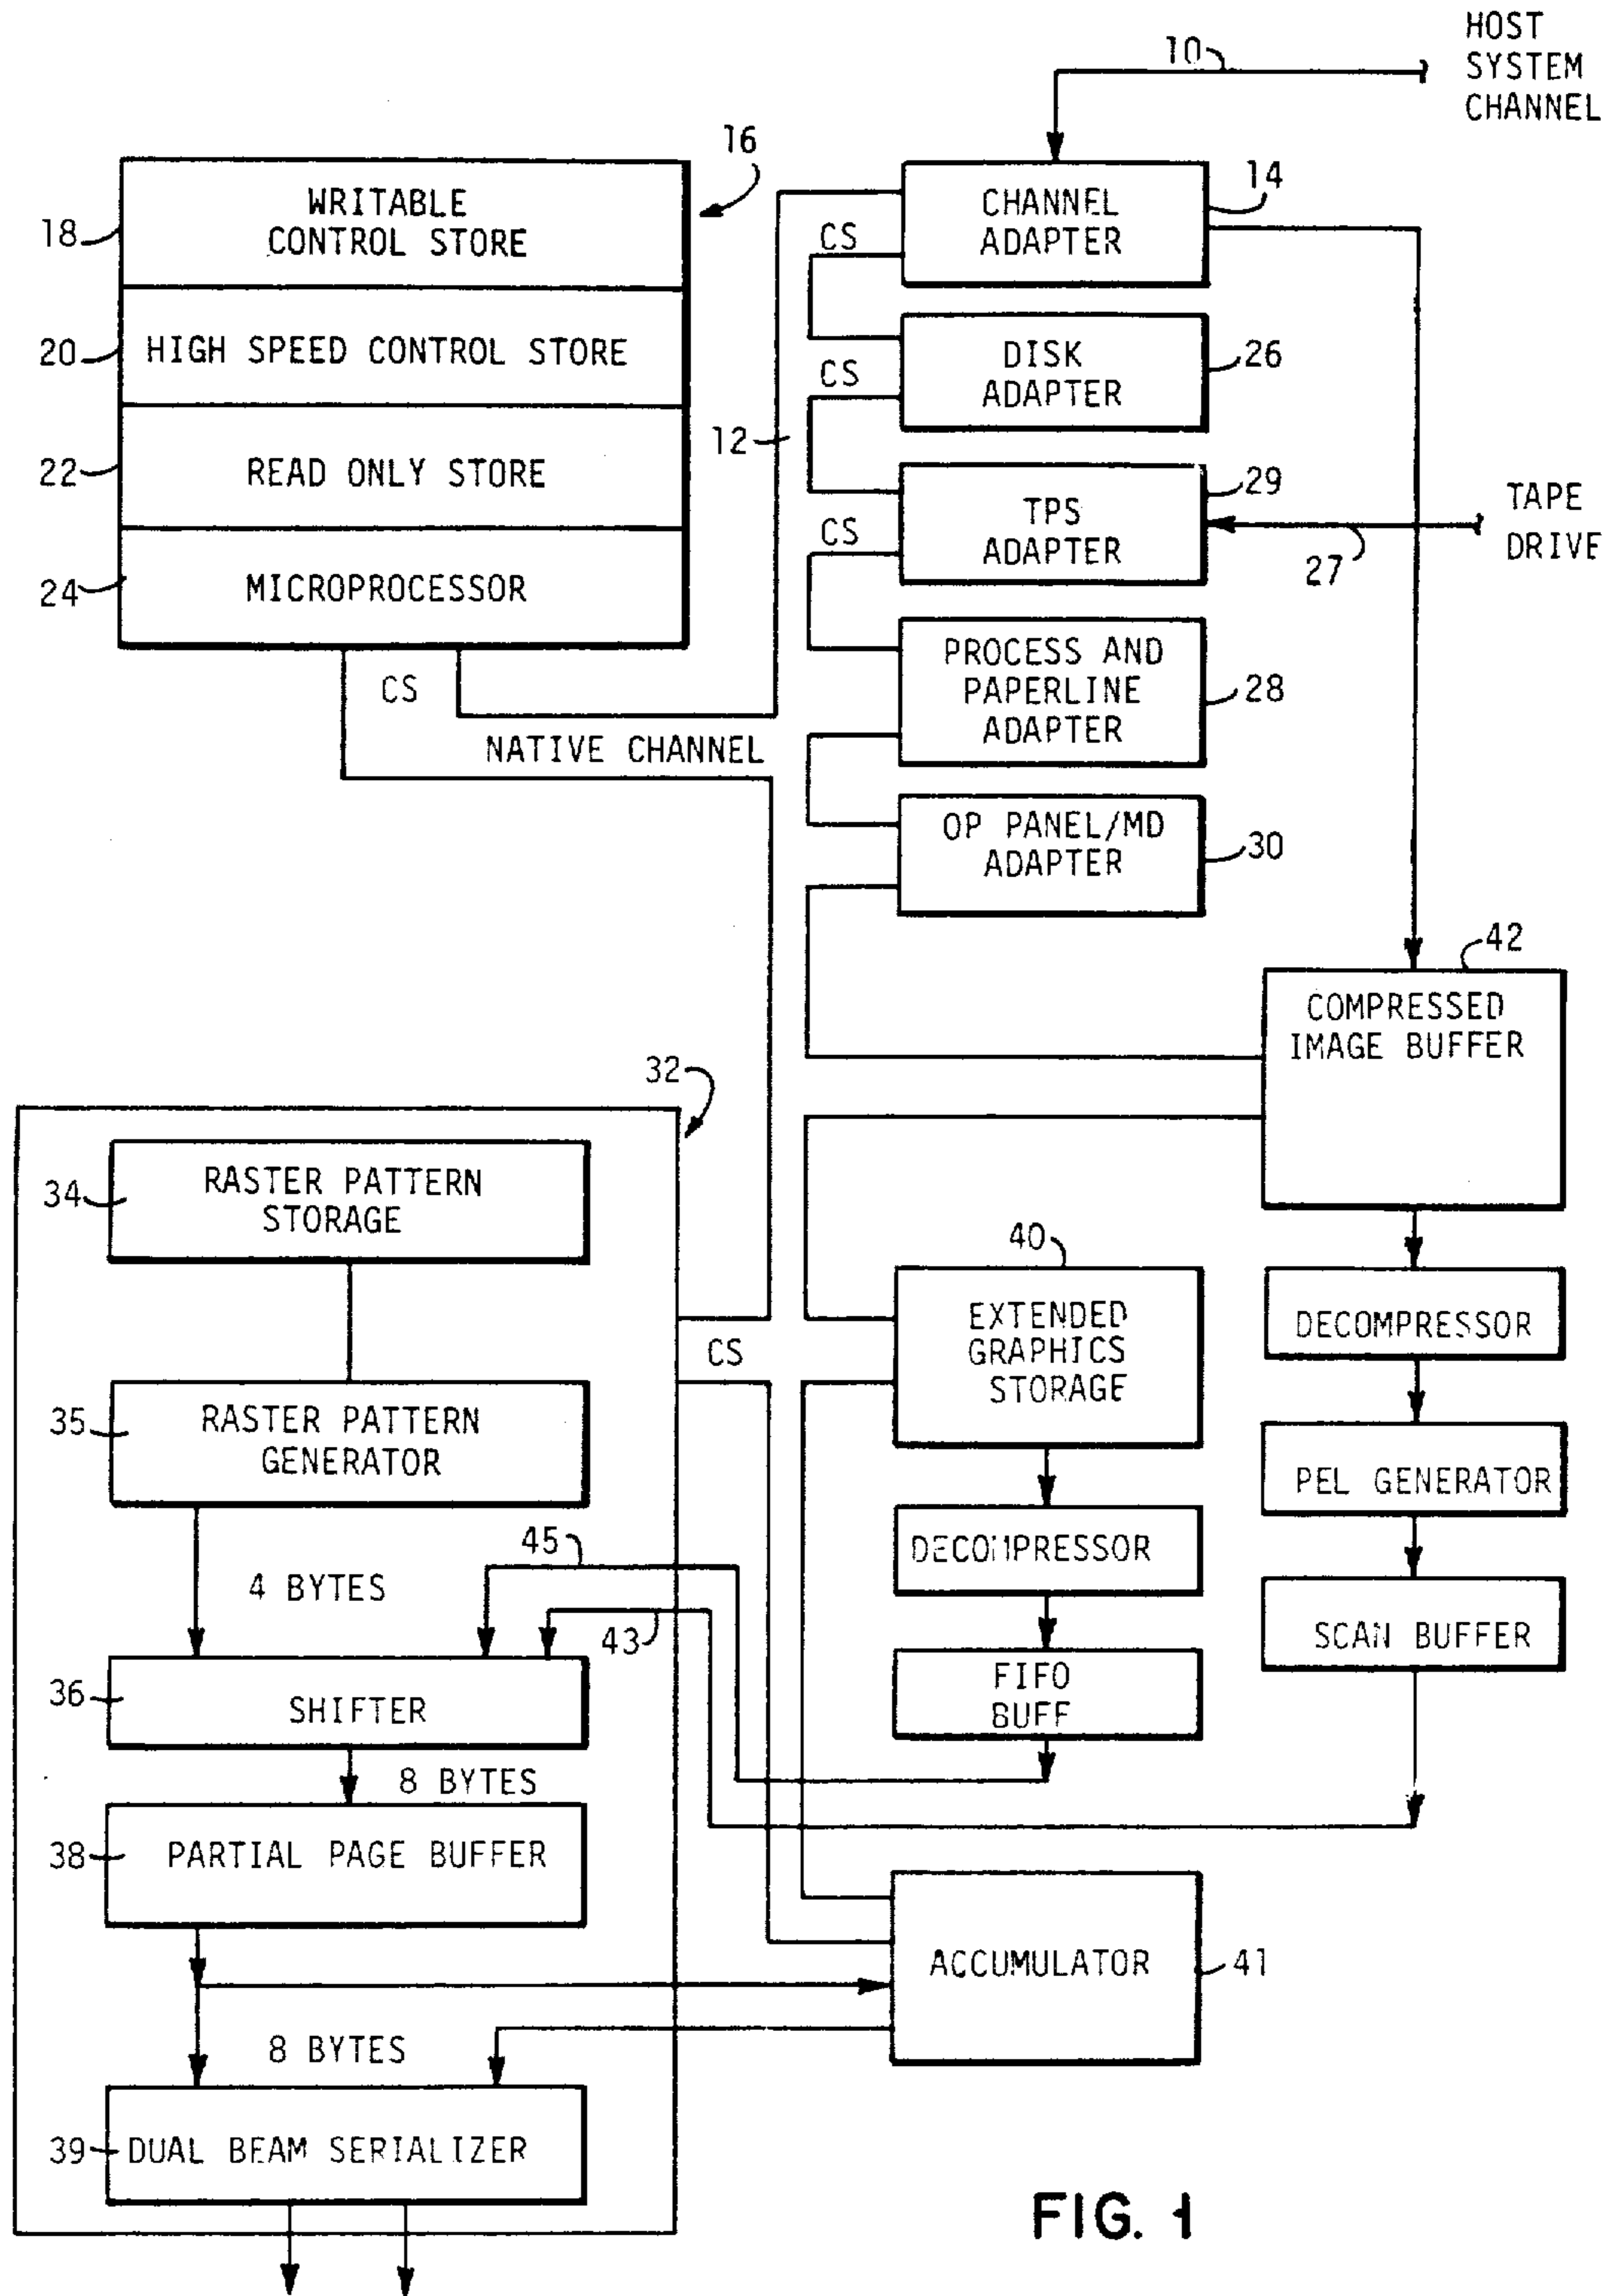 HOST
SYSTEM
CHANNEL
10
16
WRITABLE
CONTROL STORE
18
HIGH SPEED CONTROL STORE
20
READ ONLY STORE
22
MICROPROCESSOR
24
CS
NATIVE CHANNEL
12
CHANNEL
ADAPTER
14
CS
DISK
ADAPTER
26
CS
TPS
ADAPTER
29
TAPE
DRIVE
27
CS
PROCESS AND
PAPERLINE
ADAPTER
28
OP PANEL/MD
ADAPTER
30
42
COMPRESSED
IMAGE BUFFER
32
RASTER PATTERN
STORAGE
34
RASTER PATTERN
GENERATOR
35
CS
40
EXTENDED
GRAPHICS
STORAGE
DECOMPRESSOR
PEL GENERATOR
SCAN BUFFER
DECOMPRESSOR
FIFO
BUFF
45
43
4 BYTES
SHIFTER
36
8 BYTES
PARTIAL PAGE BUFFER
38
ACCUMULATOR
41
8 BYTES
DUAL BEAM SERIALIZER
39
FIG. 1